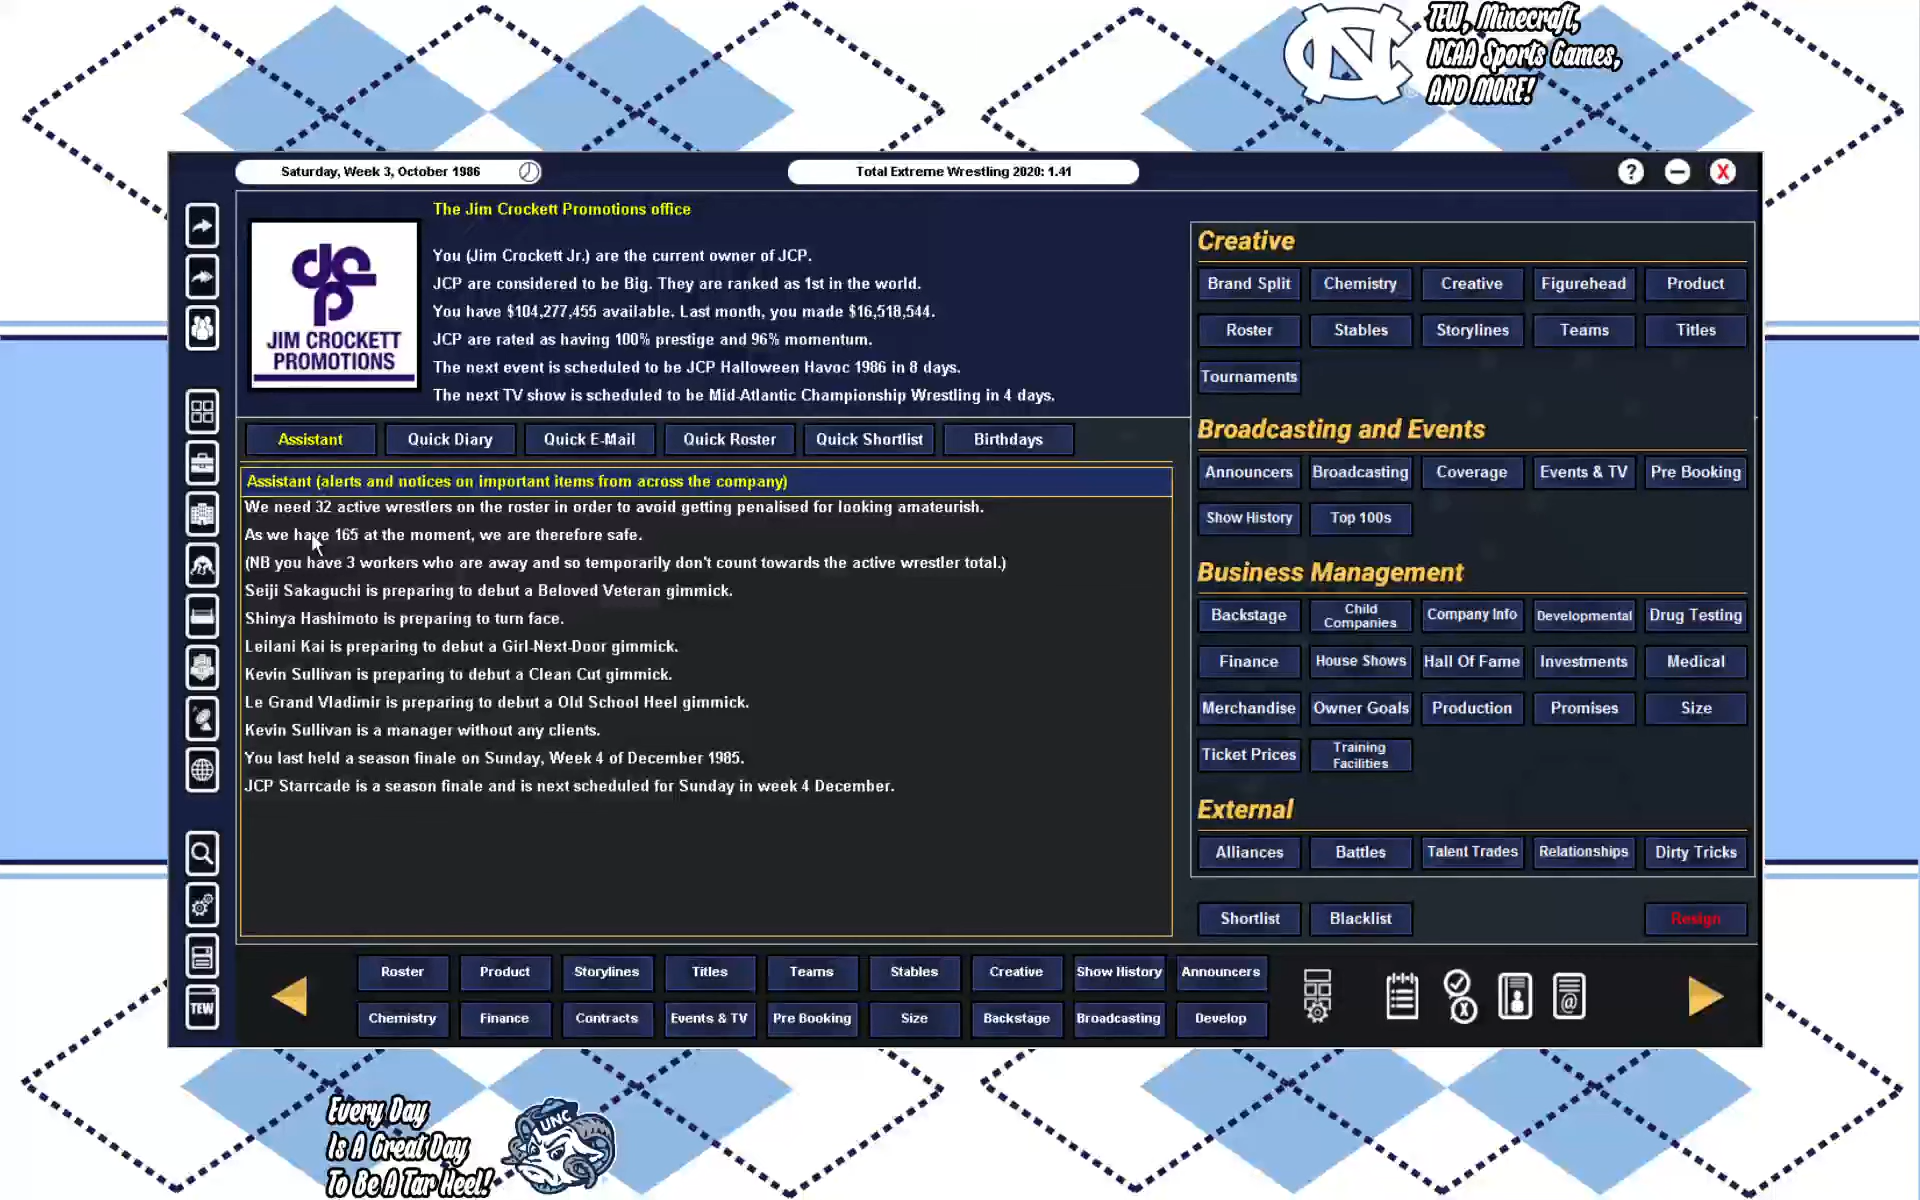 TEW, Minecraft,
NCAA Sports Games,
AND MORE!
NC
Saturday, Week 3, October 1986
Total Extreme Wrestling 2020: 1.41
?
X
The Jim Crockett Promotions office
You (Jim Crockett Jr.) are the current owner of JCP.
JCP are considered to be Big. They are ranked as 1st in the world.
You have $104,277,455 available. Last month, you made $16,518,544.
JCP are rated as having 100% prestige and 96% momentum.
The next event is scheduled to be JCP Halloween Havoc 1986 in 8 days.
The next TV show is scheduled to be Mid-Atlantic Championship Wrestling in 4 days.
jcp
JIM CROCKETT
PROMOTIONS
Assistant Quick Diary Quick E-Mail Quick Roster Quick Shortlist Birthdays
Assistant (alerts and notices on important items from across the company)
We need 32 active wrestlers on the roster in order to avoid getting penalised for looking amateurish.
As we have 165 at the moment, we are therefore safe.
(NB you have 3 workers who are away and so temporarily don't count towards the active wrestler total.)
Seiji Sakaguchi is preparing to debut a Beloved Veteran gimmick.
Shinya Hashimoto is preparing to turn face.
Leilani Kai is preparing to debut a Girl-Next-Door gimmick.
Kevin Sullivan is preparing to debut a Clean Cut gimmick.
Le Grand Vladimir is preparing to debut a Old School Heel gimmick.
Kevin Sullivan is a manager without any clients.
You last held a season finale on Sunday, Week 4 of December 1985.
JCP Starrcade is a season finale and is next scheduled for Sunday in week 4 December.
Creative
Brand Split Chemistry Creative Figurehead Product
Roster Stables Storylines Teams Titles
Tournaments
Broadcasting and Events
Announcers Broadcasting Coverage Events & TV Pre Booking
Show History Top 100s
Business Management
Backstage Child Companies Company Info Developmental Drug Testing
Finance House Shows Hall Of Fame Investments Medical
Merchandise Owner Goals Production Promises Size
Ticket Prices Training Facilities
External
Alliances Battles Talent Trades Relationships Dirty Tricks
Shortlist Blacklist Resign
TEW
Roster Product Storylines Titles Teams Stables Creative Show History Announcers
Chemistry Finance Contracts Events & TV Pre Booking Size Backstage Broadcasting Develop
Every Day
Is A Great Day
To Be A Tar Heel!
UNC